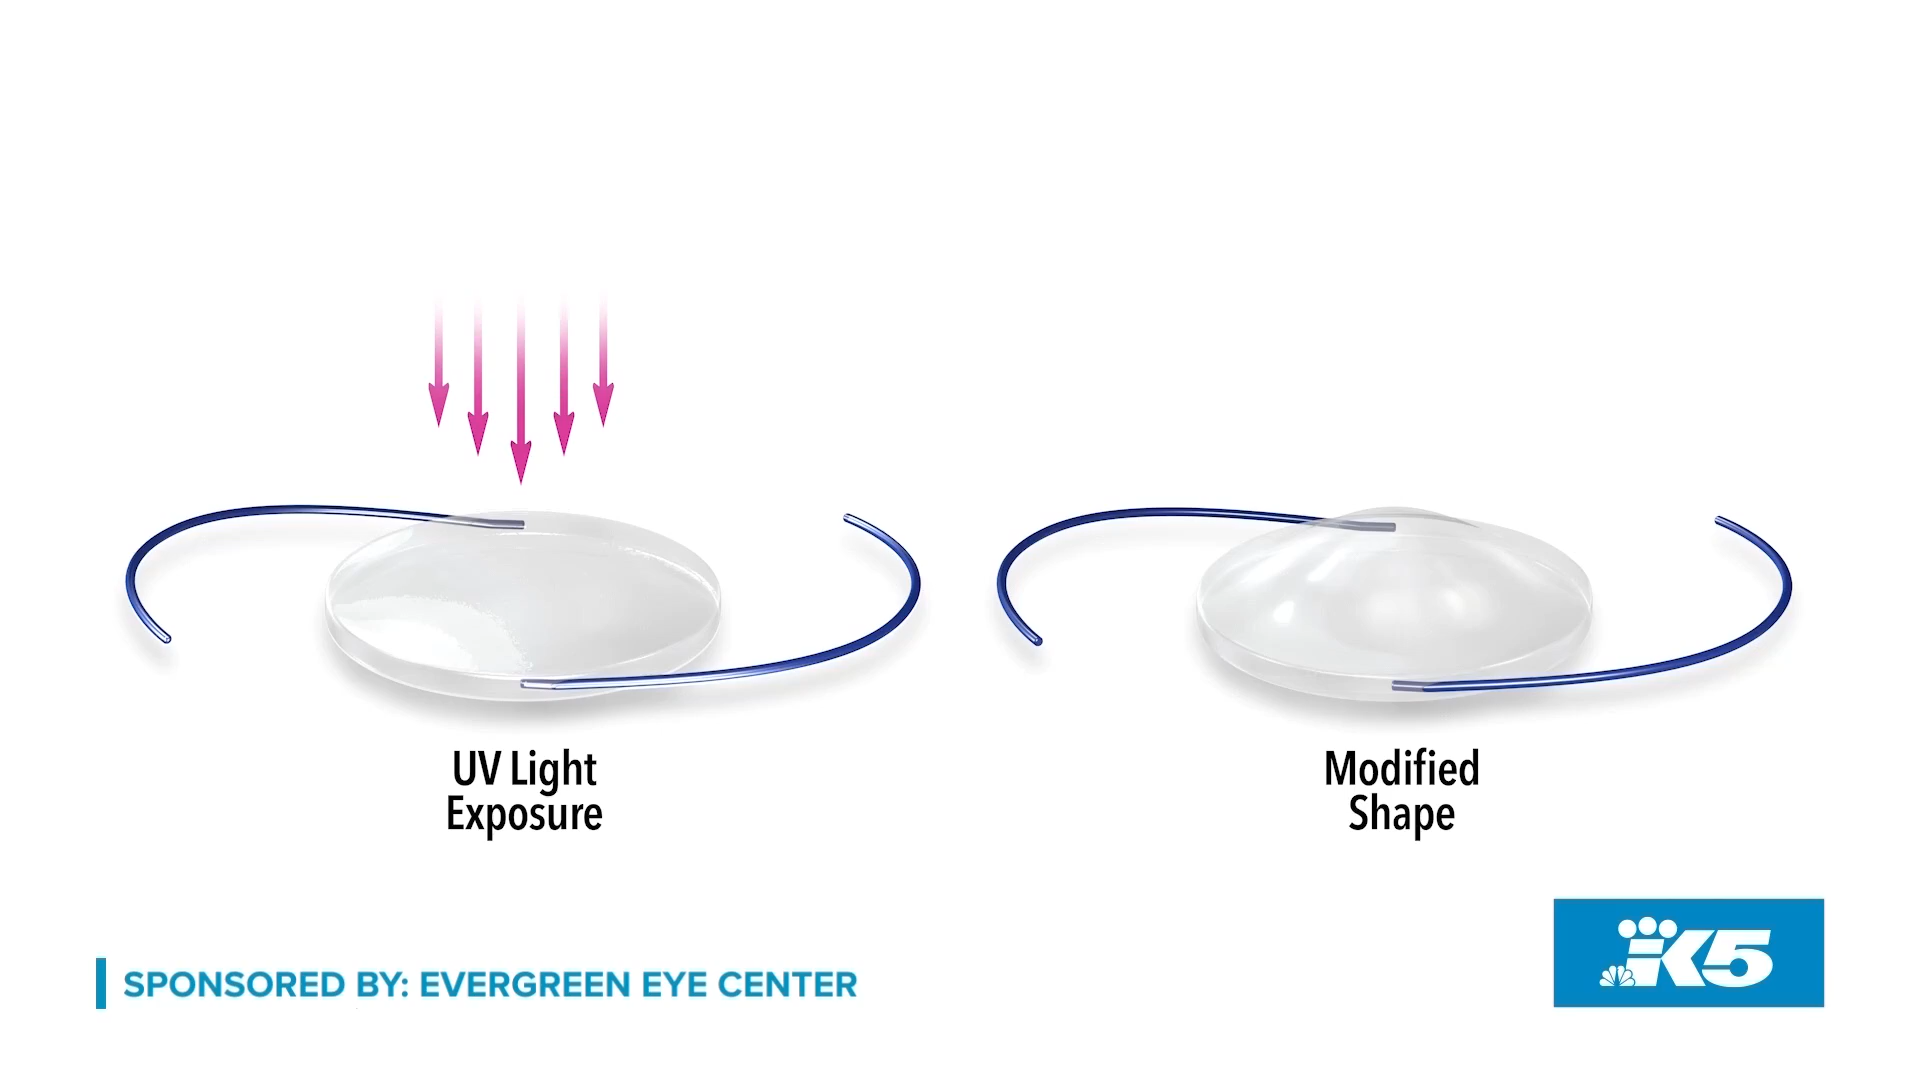 UV Light
Exposure
Modified
Shape
SPONSORED BY: EVERGREEN EYE CENTER
K5